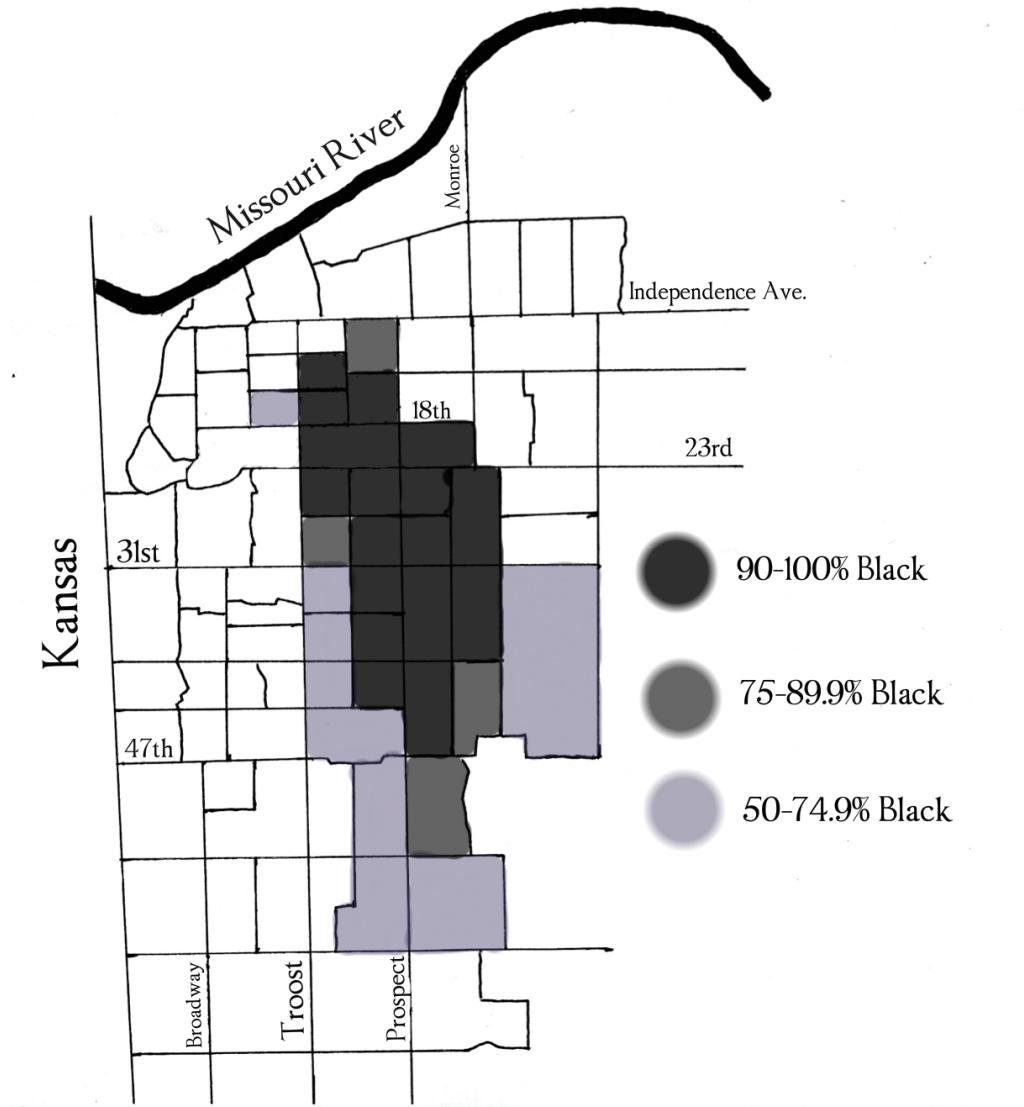 Missouri River
Monroe
Independence Ave.
18th
23rd
Kansas
31st
90-100% Black
75-89.9% Black
47th
50-74.9% Black
Broadway
Troost
Prospect